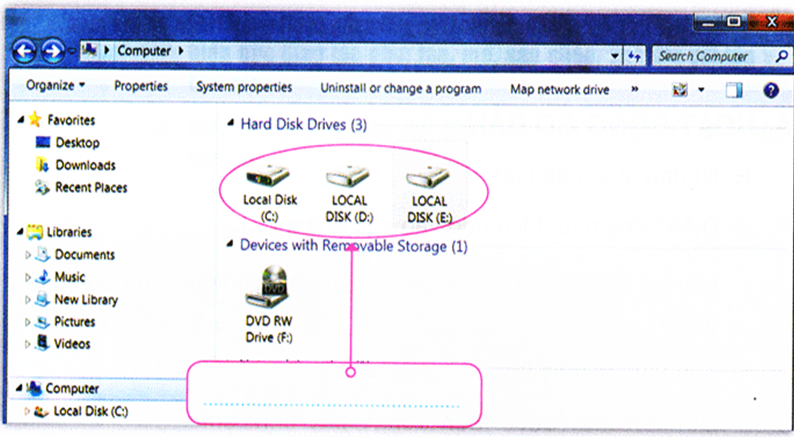 Computer
Search Computer
Organize Properties System properties Uninstall or change a program Map network drive »
Favorites
Desktop
Downloads
Recent Places
Libraries
Documents
Music
New Library
Pictures
Videos
Computer
Local Disk (C:)
Hard Disk Drives (3)
Local Disk
(C:)
LOCAL
DISK (D:)
LOCAL
DISK (E:)
Devices with Removable Storage (1)
DVD
DVD RW
Drive (F:)